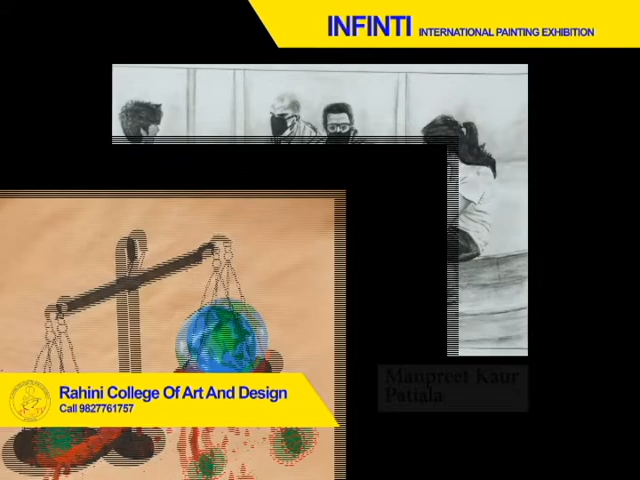 INFINTI INTERNATIONAL PAINTING EXHIBITION
Manpreet Kaur
Patiala
Rahini College Of Art And Design
Call 9827761757